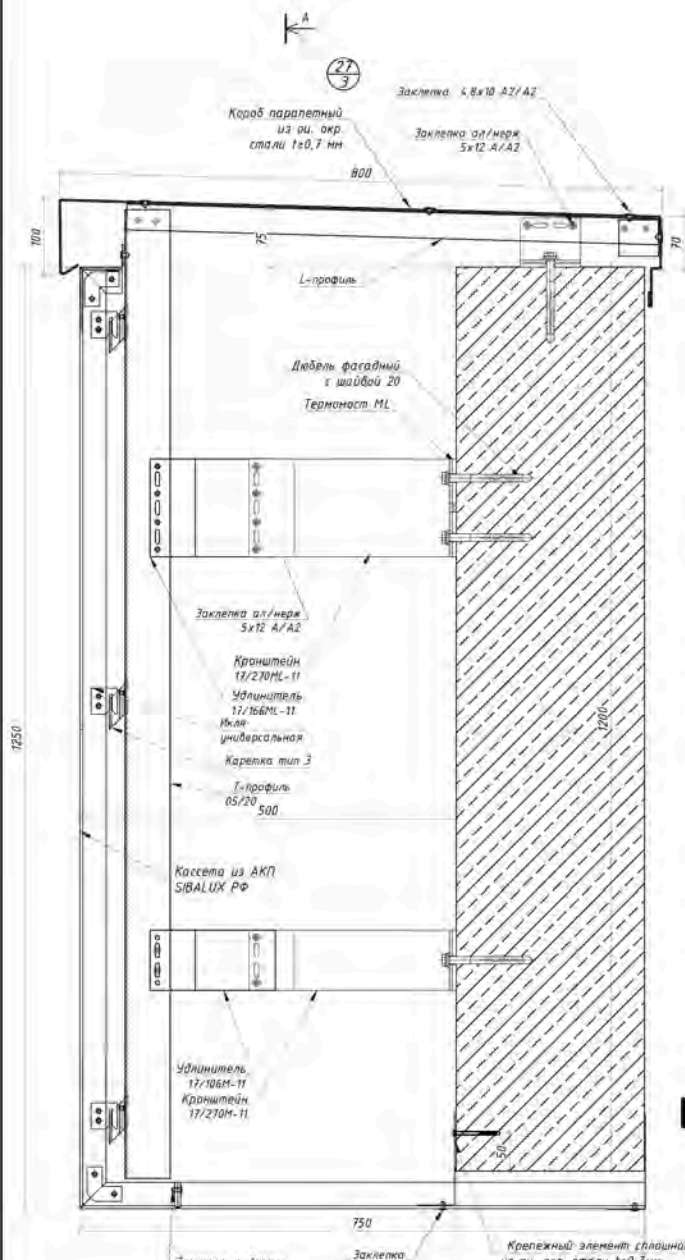 А
27
3
Заклепка 4,8х10 А2/А2
Короб парапетный
из оц. окр.
стали t=0,7 мм
Заклепка ал/нерж
5х12 А/А2
800
100
75
70
L-профиль
Дюбель фасадный
с шайбой 20
Термомост ML
Заклепка ал/нерж
5х12 А/А2
Кронштейн
17/270ML-11
Удлинитель
17/166ML-11
Икля
универсальная
Каретка тип 3
Т-профиль
05/20
500
1250
1200
Кассета из АКП
SIBALUX РФ
Удлинитель
17/106М-11
Кронштейн
17/270М-11
50
750
Заклепка
Крепежный элемент сплошной